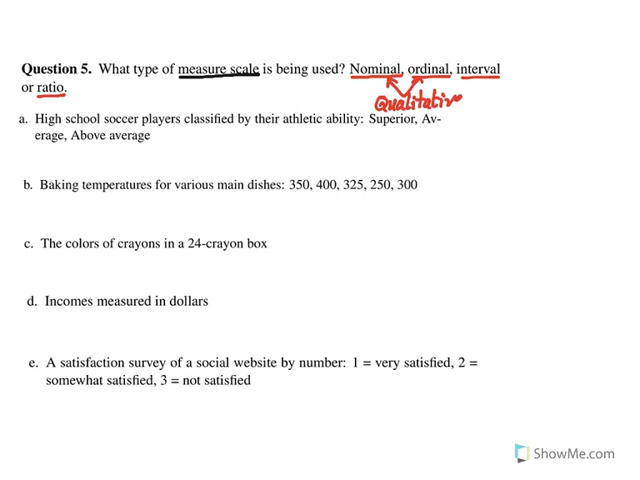 Question 5. What type of measure scale is being used? Nominal, ordinal, interval
or ratio.
Qualitative
a. High school soccer players classified by their athletic ability: Superior, Av-
erage, Above average
b. Baking temperatures for various main dishes: 350, 400, 325, 250, 300
c. The colors of crayons in a 24-crayon box
d. Incomes measured in dollars
e. A satisfaction survey of a social website by number: 1 = very satisfied, 2 =
somewhat satisfied, 3 = not satisfied
ShowMe.com